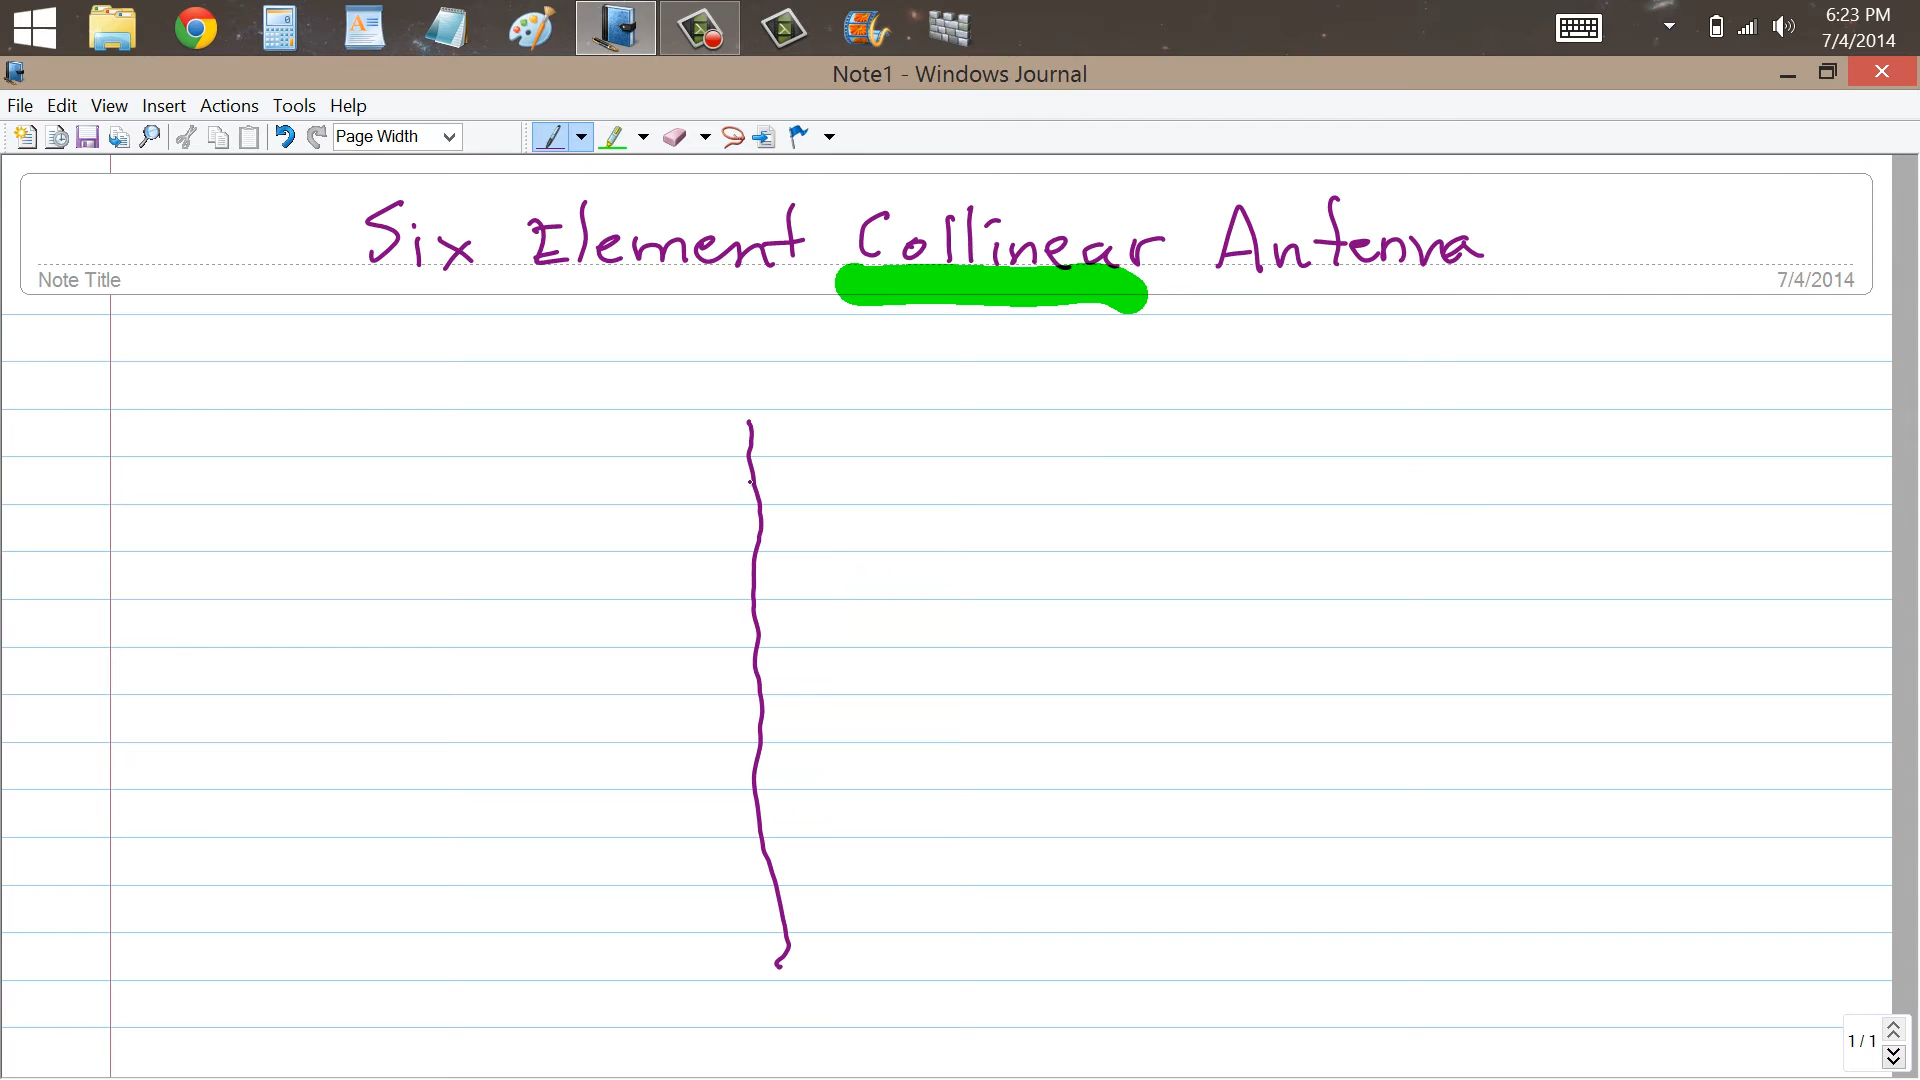 6:23 PM
7/4/2014
Note1 - Windows Journal
File Edit View Insert Actions Tools Help
Page Width
Six Element Collinear Antenna
Note Title
7/4/2014
1 / 1